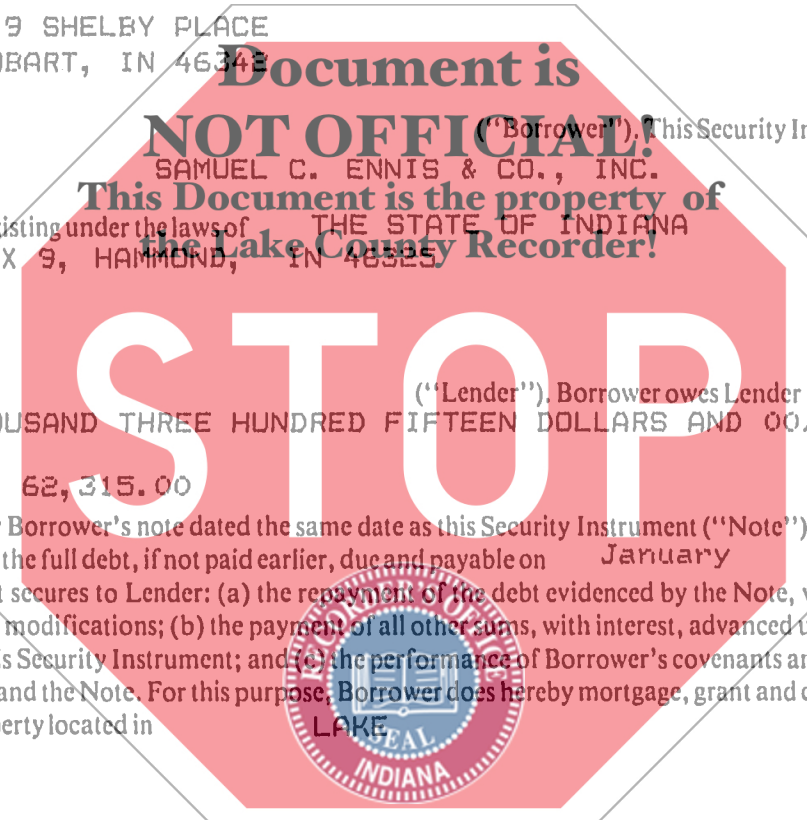 9 SHELBY PLACE
OBART, IN 46342
Document is
NOT OFFICIAL!
("Borrower"). This Security In
SAMUEL C. ENNIS & CO., INC.
This Document is the property of
isting under the laws of THE STATE OF INDIANA
the Lake County Recorder!
X 9, HAMMOND, IN 46325
STOP
("Lender"). Borrower owes Lender
OUSAND THREE HUNDRED FIFTEEN DOLLARS AND 00
62,315.00
Borrower's note dated the same date as this Security Instrument ("Note")
the full debt, if not paid earlier, due and payable on January
t secures to Lender: (a) the repayment of the debt evidenced by the Note,
modifications; (b) the payment of all other sums, with interest, advanced
s Security Instrument; and (c) the performance of Borrower's covenants an
and the Note. For this purpose, Borrower does hereby mortgage, grant and c
erty located in LAKE
RECORDER'S OFFICE
SEAL
INDIANA